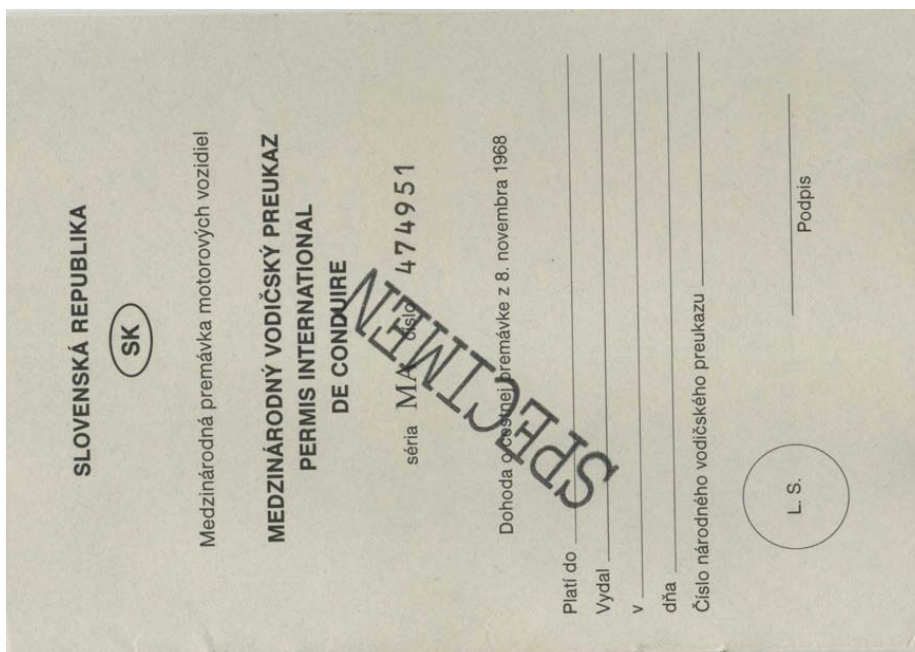 SLOVENSKÁ REPUBLIKA
SK
Medzinárodná premávka motorových vozidiel
MEDZINÁRODNÝ VODIČSKÝ PREUKAZ
PERMIS INTERNATIONAL
DE CONDUIRE
séria MA číslo 474951
SPECIMEN
Dohoda o cestnej premávke z 8. novembra 1968
Platí do
Vydal
v
dňa
Číslo národného vodičského preukazu
L. S.
Podpis